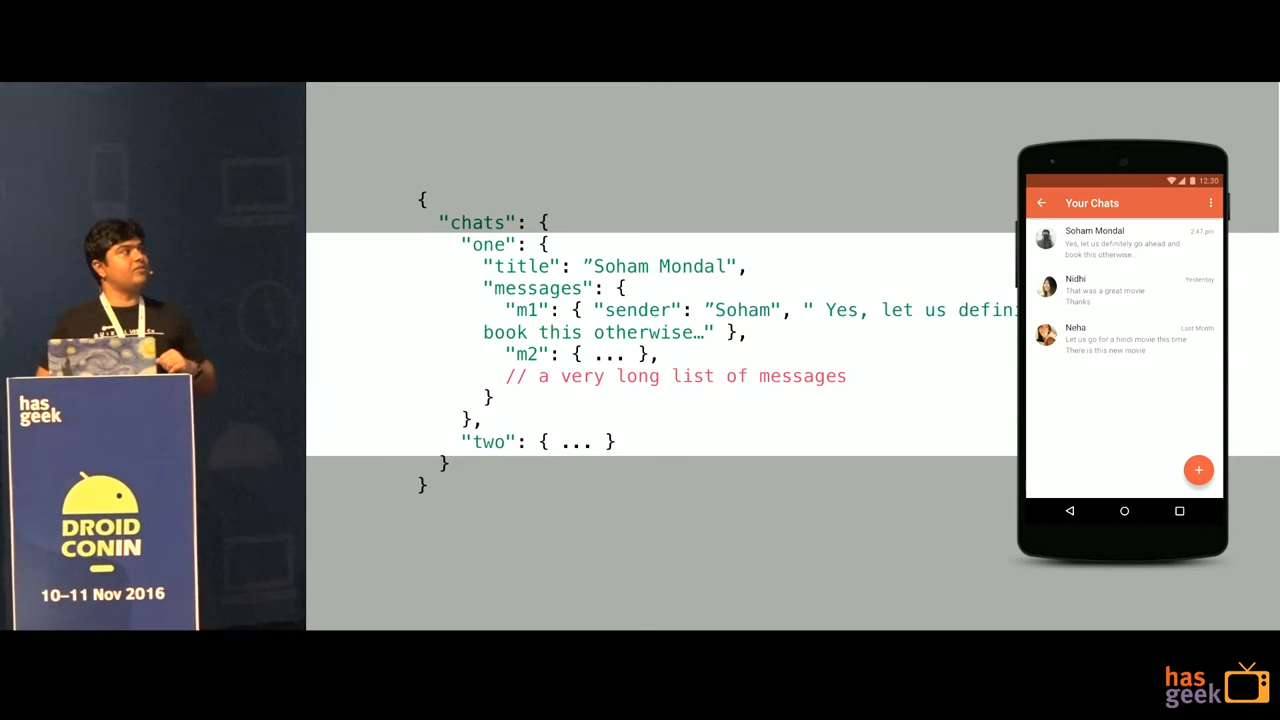 has
geek
DROID
CONIN
10–11 Nov 2016
{
"chats": {
"one": {
"title": ”Soham Mondal",
"messages": {
"m1": { "sender": ”Soham", " Yes, let us defini
book this otherwise…" },
"m2": { ... },
// a very long list of messages
}
},
"two": { ... }
}
}
12:30
Your Chats
Soham Mondal 2:47 pm
Yes, let us definitely go ahead and
book this otherwise..
Nidhi Yesterday
That was a great movie
Thanks
Neha Last Month
Let us go for a hindi movie this time
There is this new movie
+
has
geek